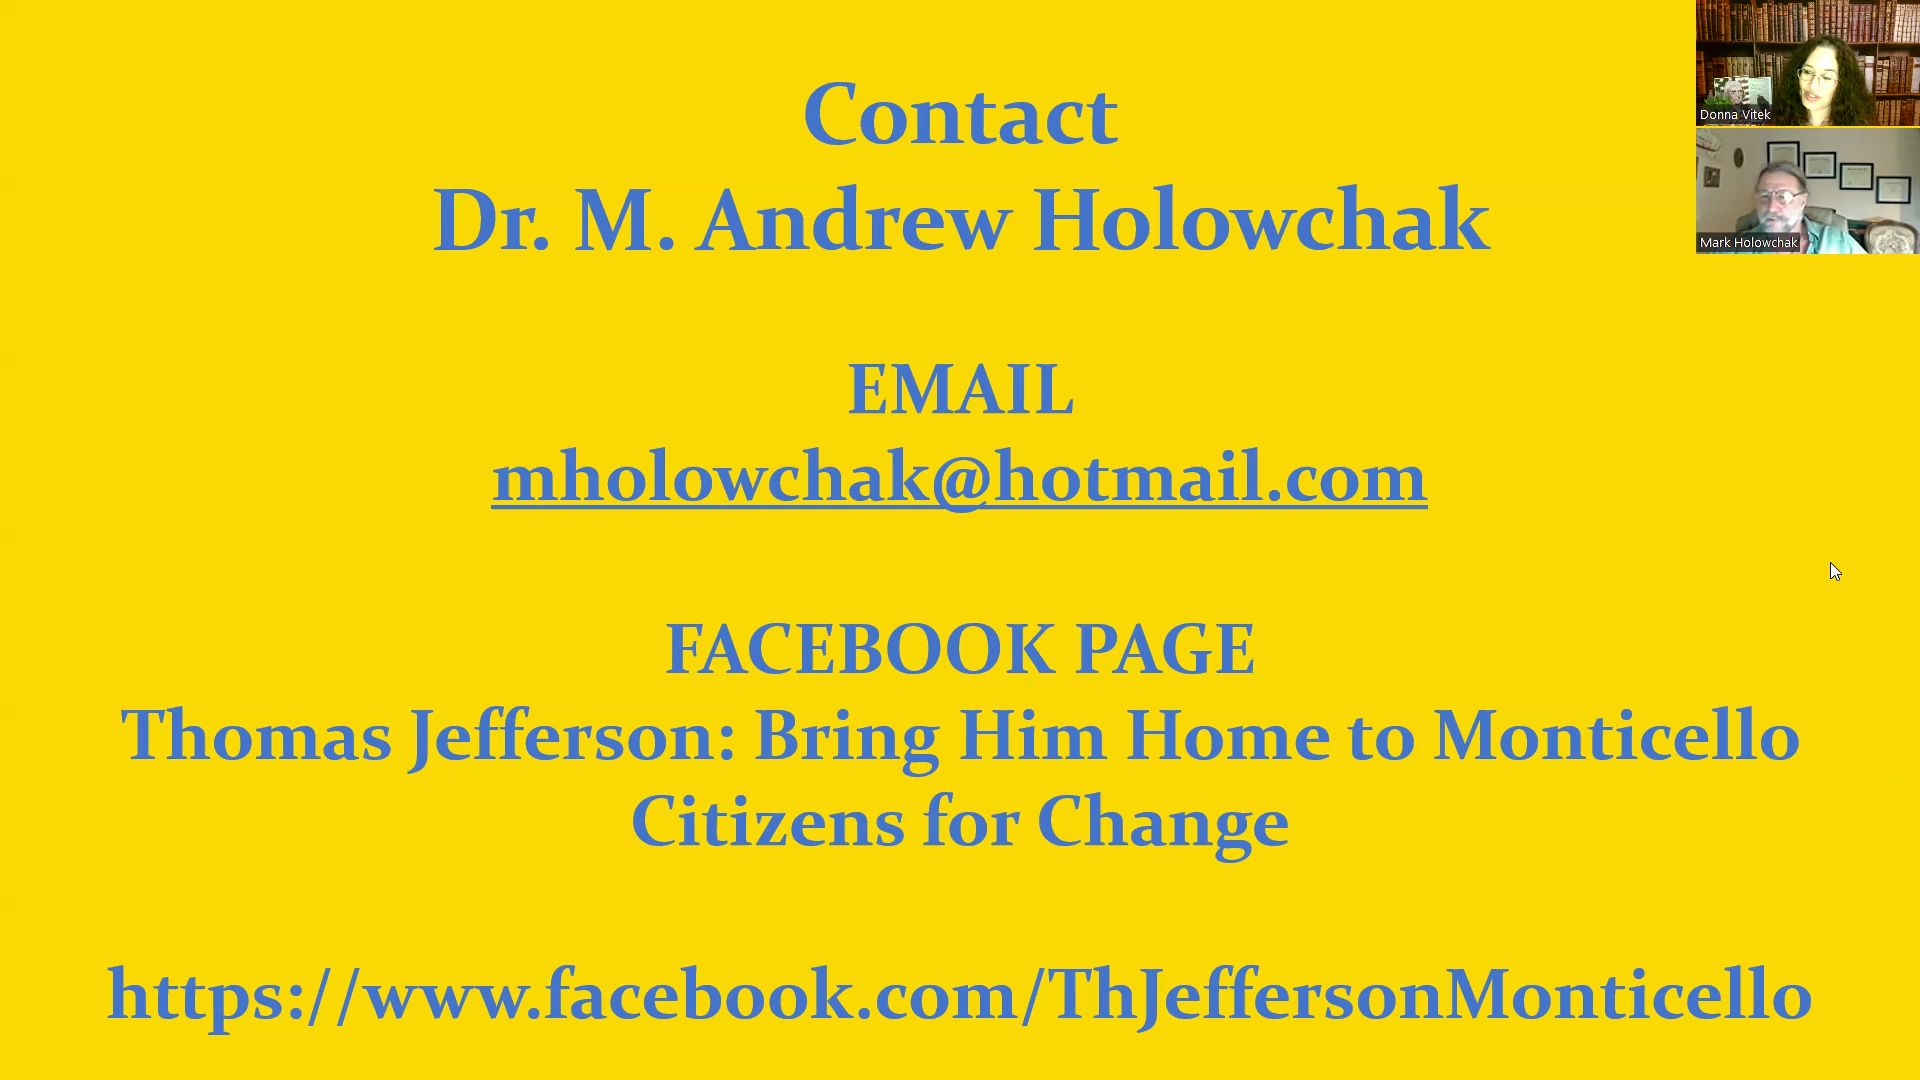 Contact
Dr. M. Andrew Holowchak
EMAIL
mholowchak@hotmail.com
FACEBOOK PAGE
Thomas Jefferson: Bring Him Home to Monticello
Citizens for Change
https://www.facebook.com/ThJeffersonMonticello
Donna Vitek
Mark Holowchak